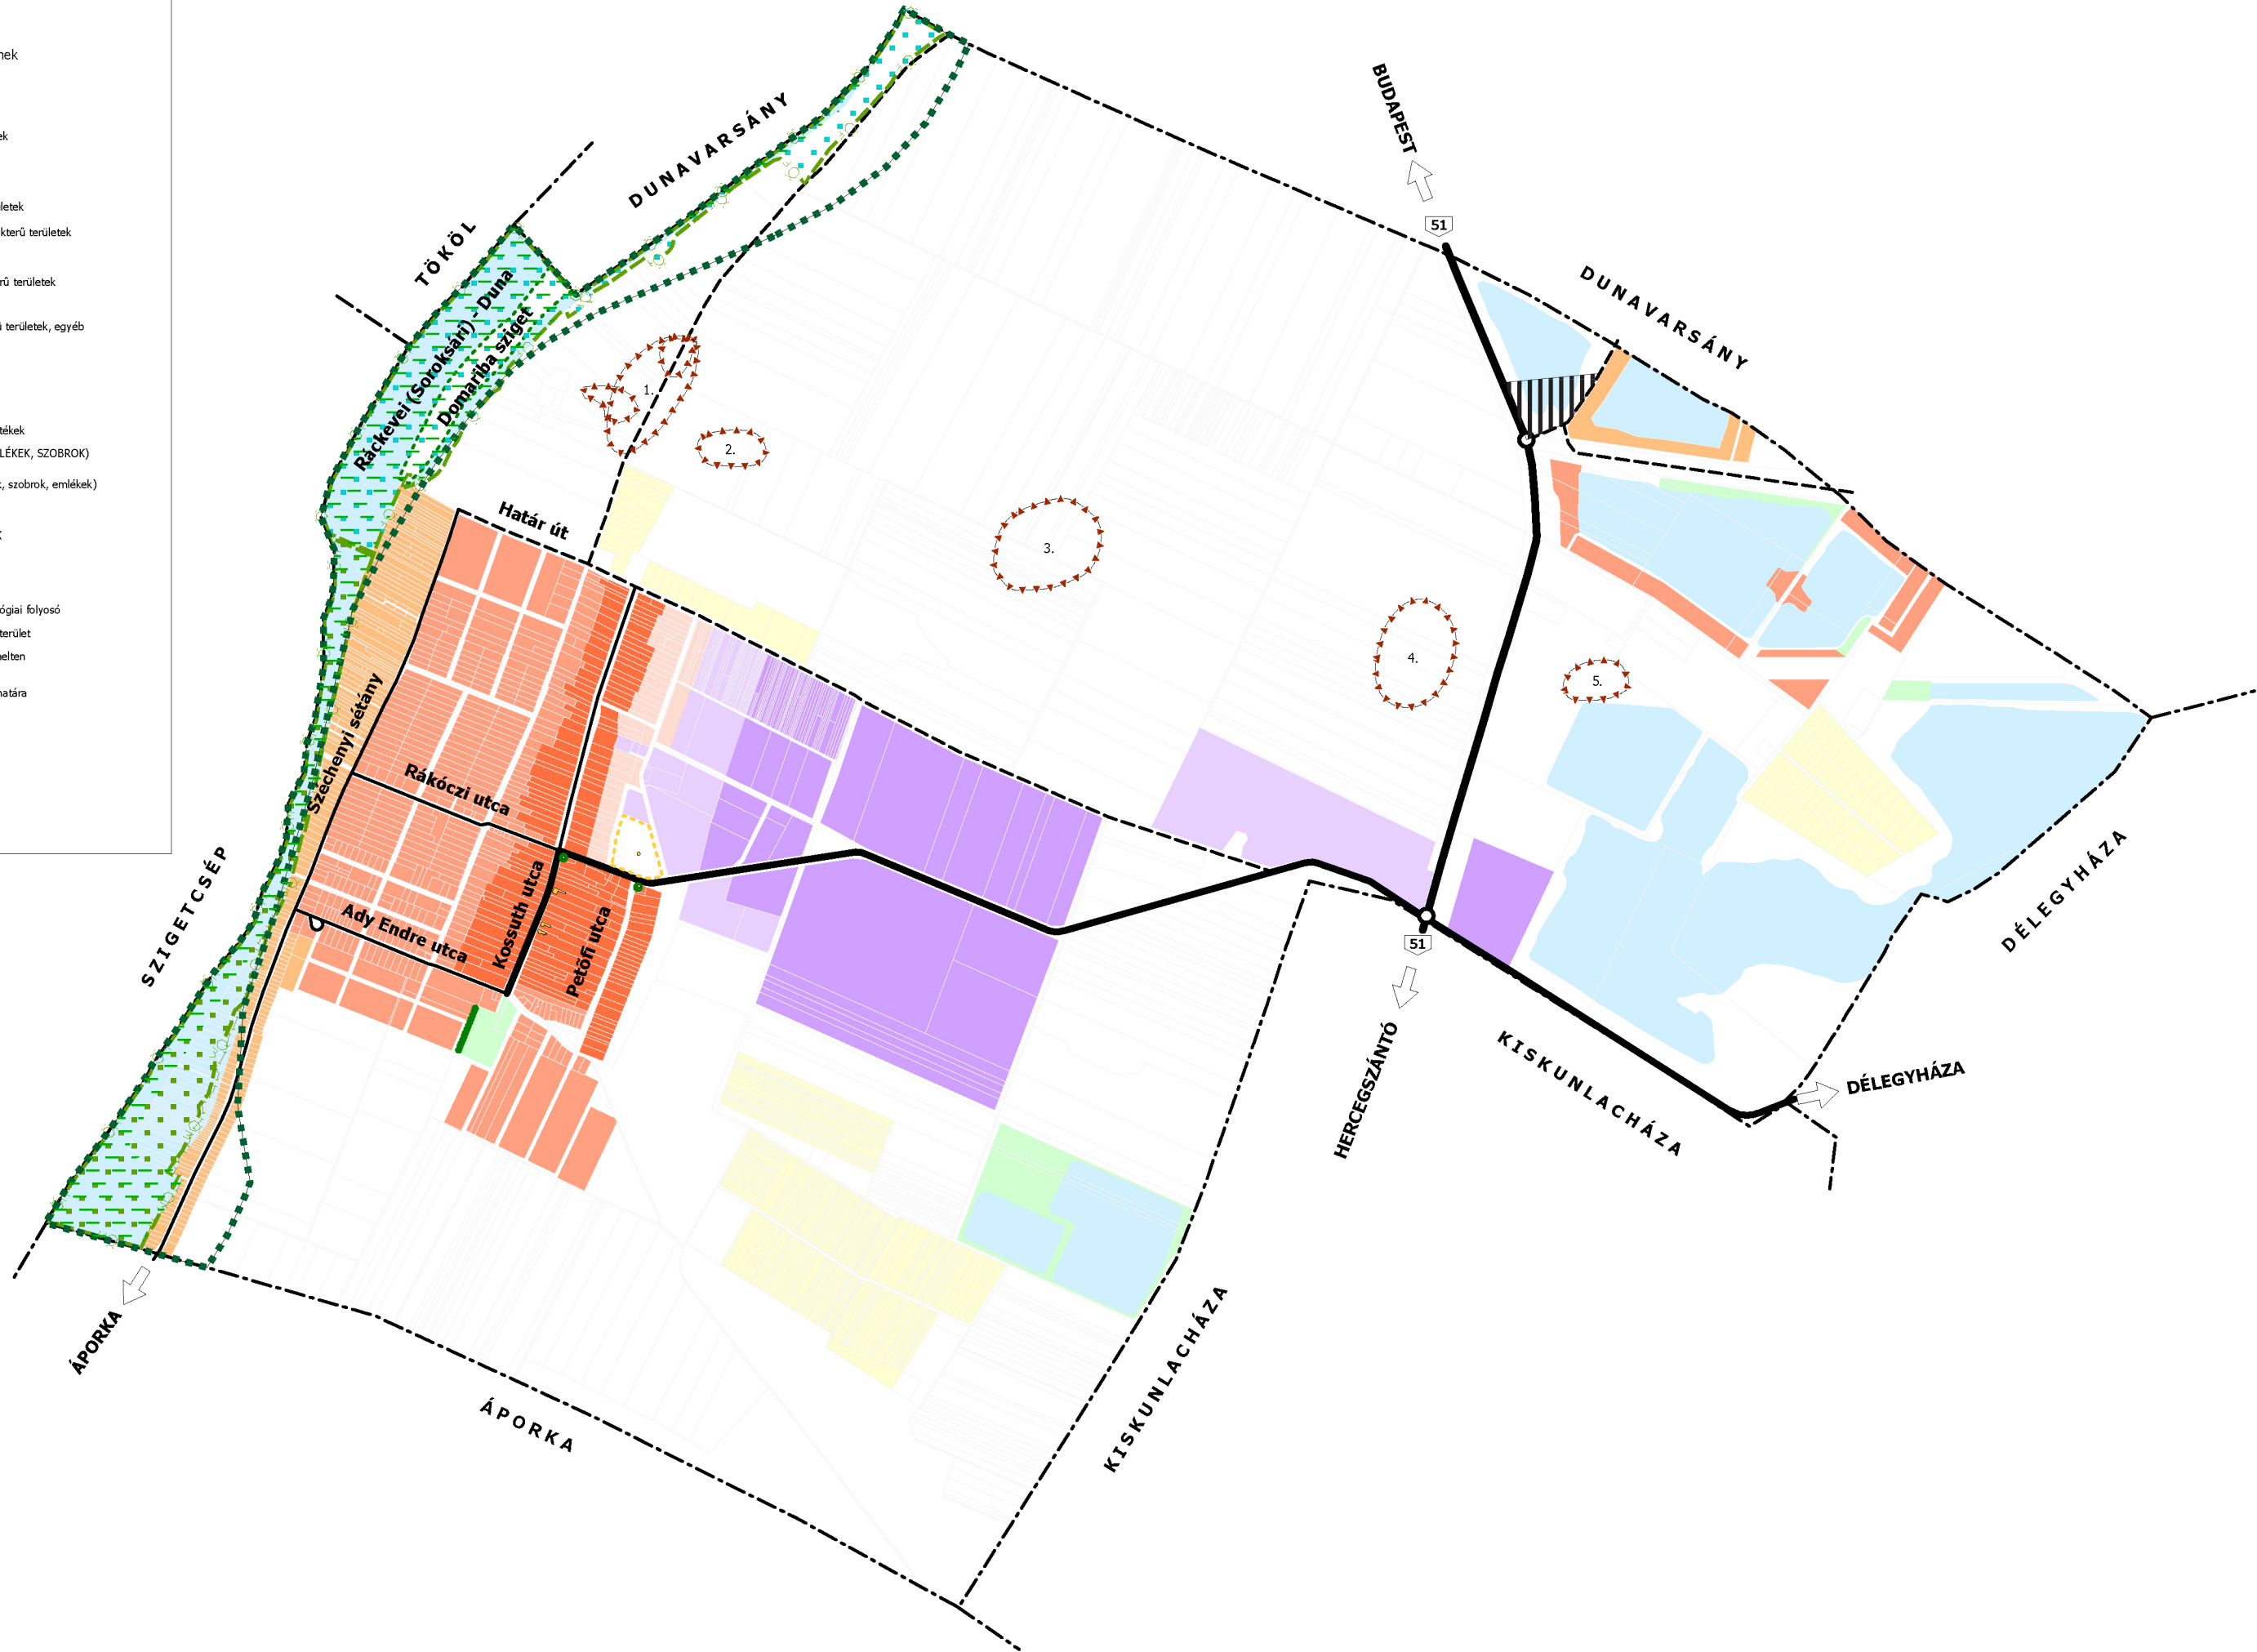 nek
ek
letek
kterû területek
rû területek
területek, egyéb
tékek
LÉKEK, SZOBROK)
k, szobrok, emlékek)
k
ógiai folyosó
terület
elten
határa
DUNAVARSÁNY
BUDAPEST
51
TÖKÖL
DUNAVARSÁNY
Ráckevei (Soroksari) - Duna
Domariba sziget
1.
2.
3.
4.
5.
Határ út
Szechenyi sétány
Rákóczi utca
Kossuth utca
Ady Endre utca
Petőfi utca
SZIGETCSÉP
51
DÉLEGYHÁZA
HERCEGSZÁNTÓ
KISKUNLACHÁZA
DÉLEGYHÁZA
ÁPORKA
KISKUNLACHÁZA
ÁPORKA